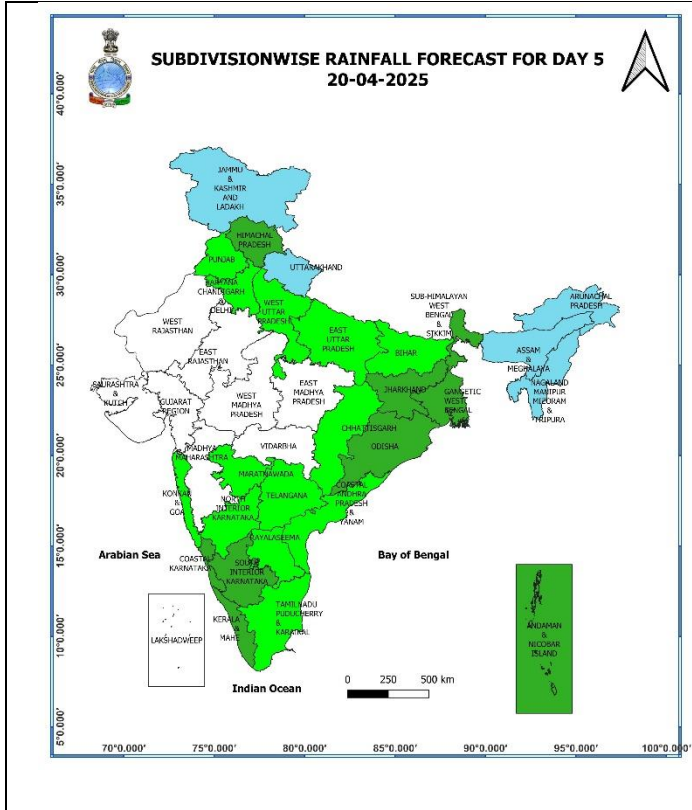 SUBDIVISIONWISE RAINFALL FORECAST FOR DAY 5
20-04-2025
40°0.000'
35°0.000'
30°0.000'
25°0.000'
20°0.000'
15°0.000'
10°0.000'
5°0.000'
JAMMU
&
KASHMIR
AND
LADAKH
HIMACHAL
PRADESH
PUNJAB
UTTARAKHAND
HARYANA
CHANDIGARH
&
DELHI
WEST
UTTAR
PRADESH
SUB-HIMALAYAN
WEST
BENGAL
&
SIKKIM
ARUNACHAL
PRADESH
WEST
RAJASTHAN
EAST
RAJASTHAN
EAST
UTTAR
PRADESH
BIHAR
ASSAM
&
MEGHALAYA
NAGALAND
MANIPUR
MIZORAM
&
TRIPURA
SAURASHTRA
&
KUTCH
GUJARAT
REGION
WEST
MADHYA
PRADESH
EAST
MADHYA
PRADESH
JHARKHAND
GANGETIC
WEST
BENGAL
CHHATTISGARH
ODISHA
MADHYA
MAHARASHTRA
VIDARBHA
MARATHAWADA
TELANGANA
KONKAN
&
GOA
NORTH
INTERIOR
KARNATAKA
COASTAL
ANDHRA
PRADESH
&
YANAM
RAYALASEEMA
Arabian Sea
Bay of Bengal
COASTAL
KARNATAKA
SOUTH
INTERIOR
KARNATAKA
TAMILNADU
PUDUCHERRY
&
KARAIKAL
KERALA
&
MAHE
LAKSHADWEEP
ANDAMAN
&
NICOBAR
ISLAND
Indian Ocean
0 250 500 km
70°0.000' 75°0.000' 80°0.000' 85°0.000' 90°0.000' 95°0.000' 100°0.000'